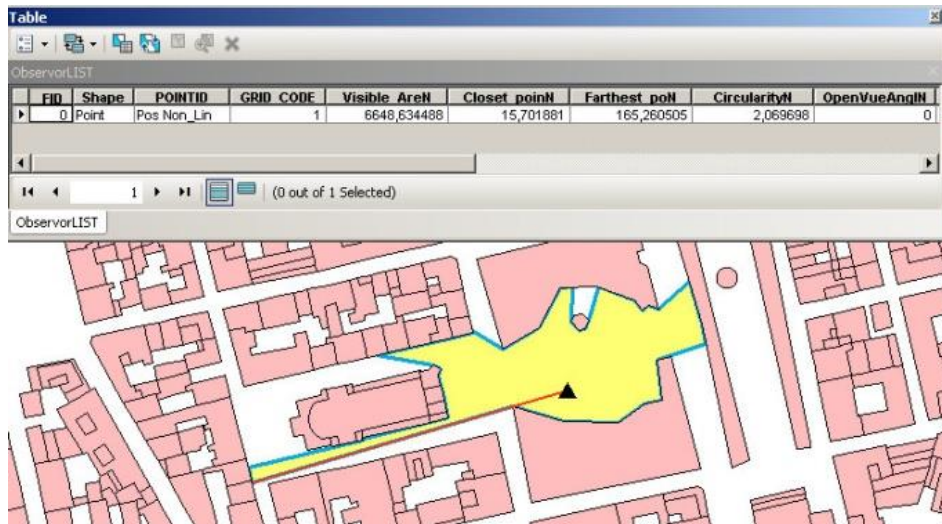 Table
ObservorLIST
FID Shape POINTID GRID_CODE Visible_AreN Closet_poinN Farthest_poN CircularityN OpenVueAnglN
0 Point Pos Non_Lin 1 6648,634488 15,701881 165,260505 2,069698 0
1 (0 out of 1 Selected)
ObservorLIST